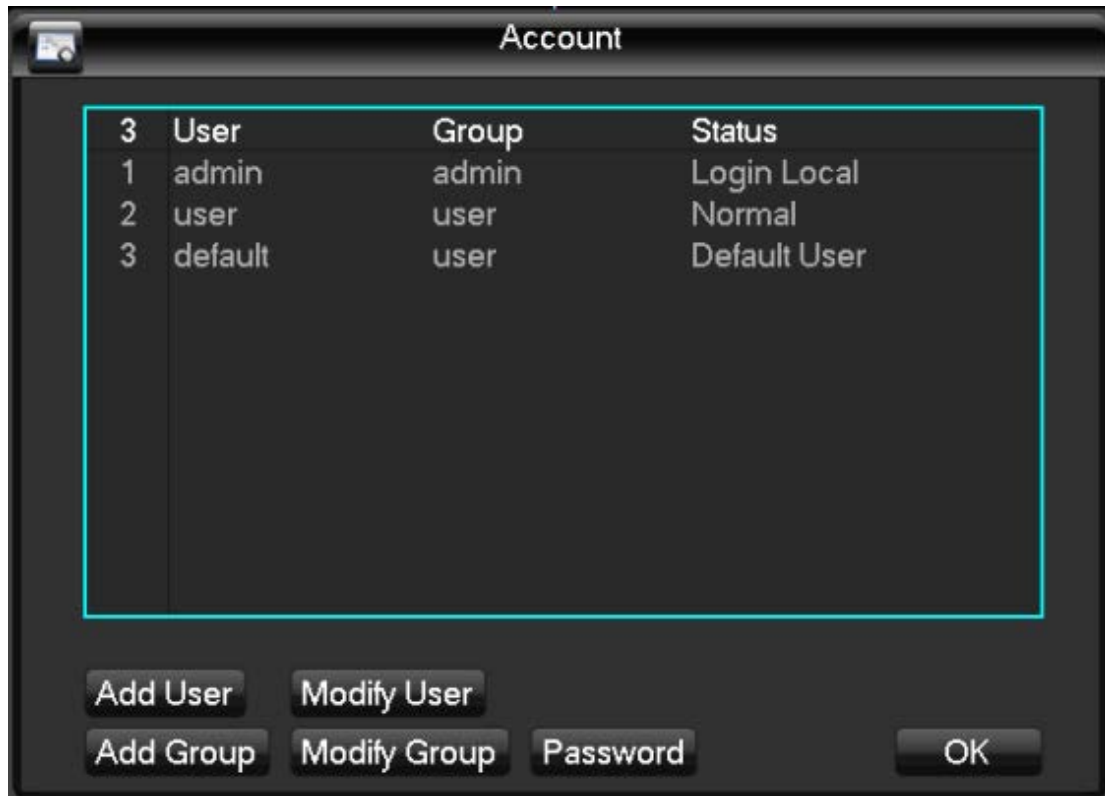 Account
3 User Group Status
1 admin admin Login Local
2 user user Normal
3 default user Default User
Add User Modify User
Add Group Modify Group Password OK